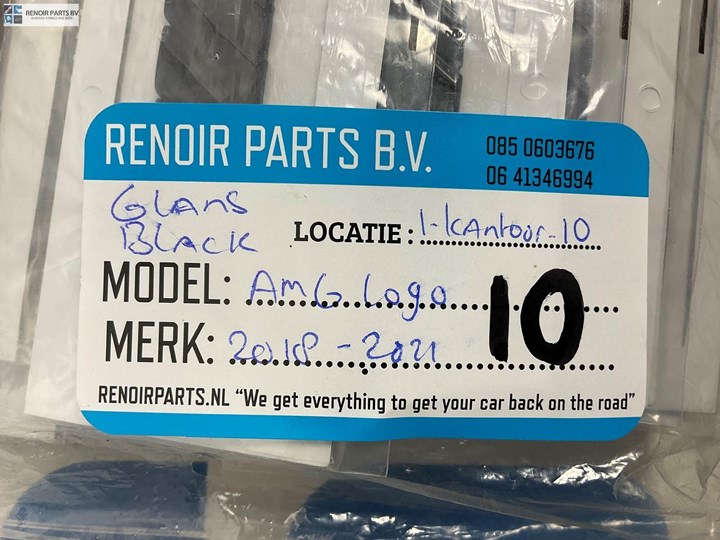 RENOIR PARTS BV
RENOIR PARTS B.V.
085 0603676
06 41346994
GLANS
BLACK
LOCATIE: 1-kAntoor-10
MODEL: AMG Logo
10
MERK: 2018 - 2021
RENOIRPARTS.NL “We get everything to get your car back on the road”